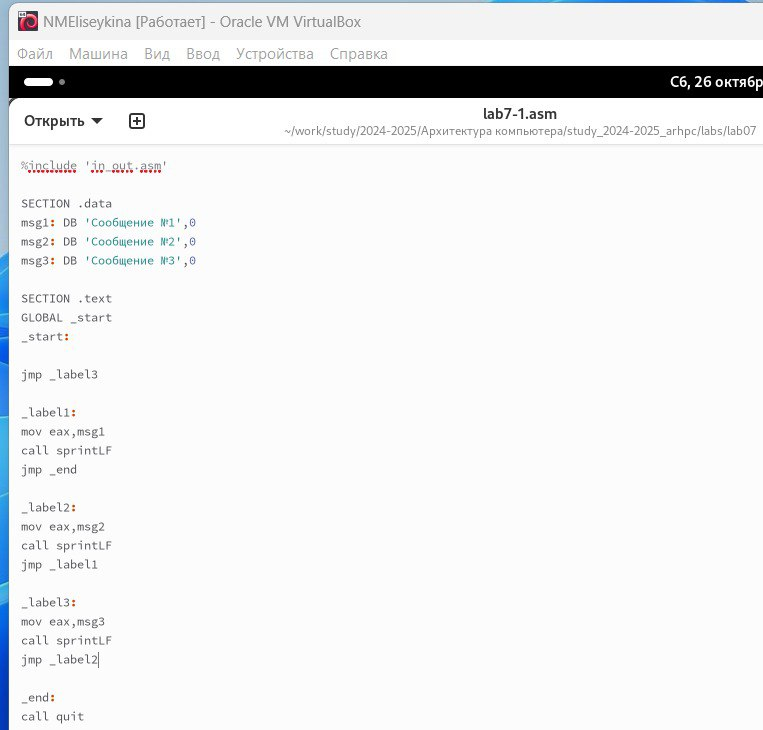 NMEliseykina [Работает] - Oracle VM VirtualBox
Файл Машина Вид Ввод Устройства Справка
Сб, 26 октябр
Открыть
lab7-1.asm
~/work/study/2024-2025/Архитектура компьютера/study_2024-2025_arhpc/labs/lab07
%include 'in_out.asm'
SECTION .data
msg1: DB 'Сообщение №1',0
msg2: DB 'Сообщение №2',0
msg3: DB 'Сообщение №3',0
SECTION .text
GLOBAL _start
_start:
jmp _label3
_label1:
mov eax,msg1
call sprintLF
jmp _end
_label2:
mov eax,msg2
call sprintLF
jmp _label1
_label3:
mov eax,msg3
call sprintLF
jmp _label2
_end:
call quit